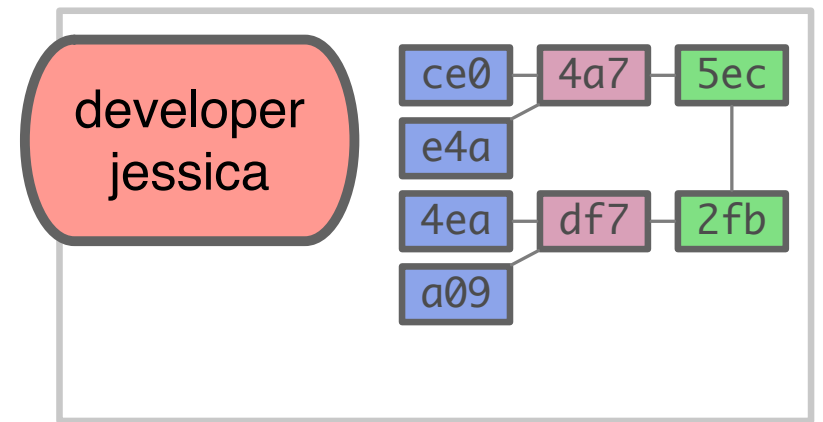 developer
jessica
ce0 4a7 5ec
e4a
4ea df7 2fb
a09